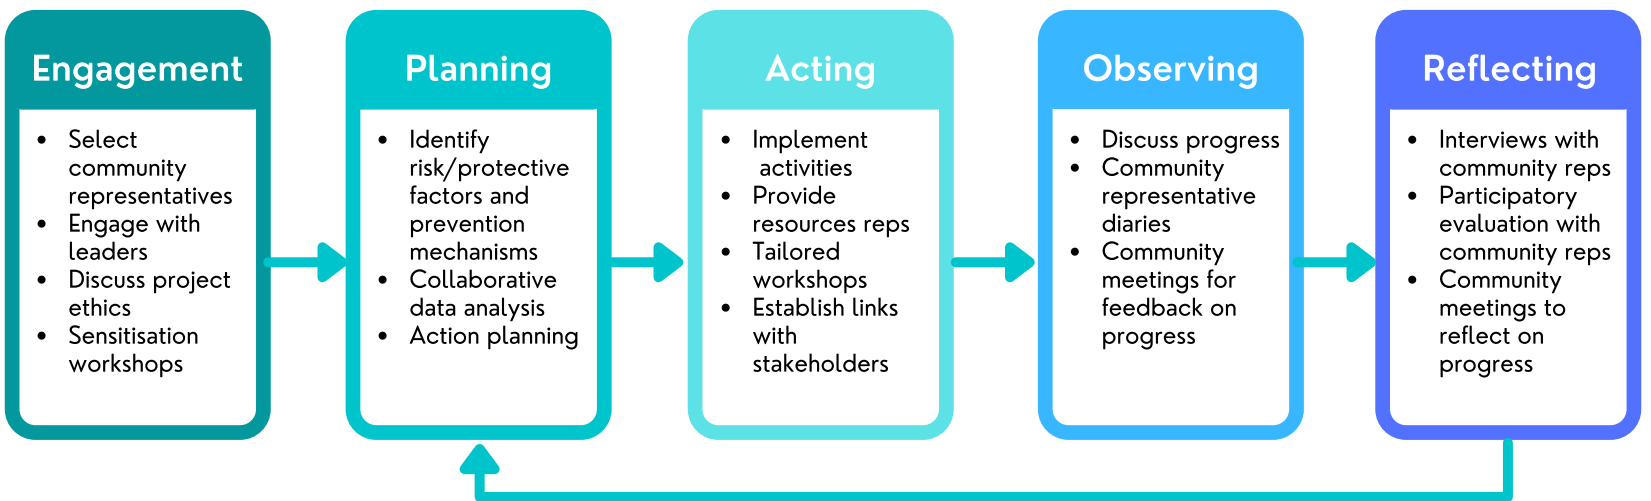 Engagement
• Select
community
representatives
• Engage with
leaders
• Discuss project
ethics
• Sensitisation
workshops
Planning
• Identify
risk/protective
factors and
prevention
mechanisms
• Collaborative
data analysis
• Action planning
Acting
• Implement
activities
• Provide
resources reps
• Tailored
workshops
• Establish links
with
stakeholders
Observing
• Discuss progress
• Community
representative
diaries
• Community
meetings for
feedback on
progress
Reflecting
• Interviews with
community reps
• Participatory
evaluation with
community reps
• Community
meetings to
reflect on
progress